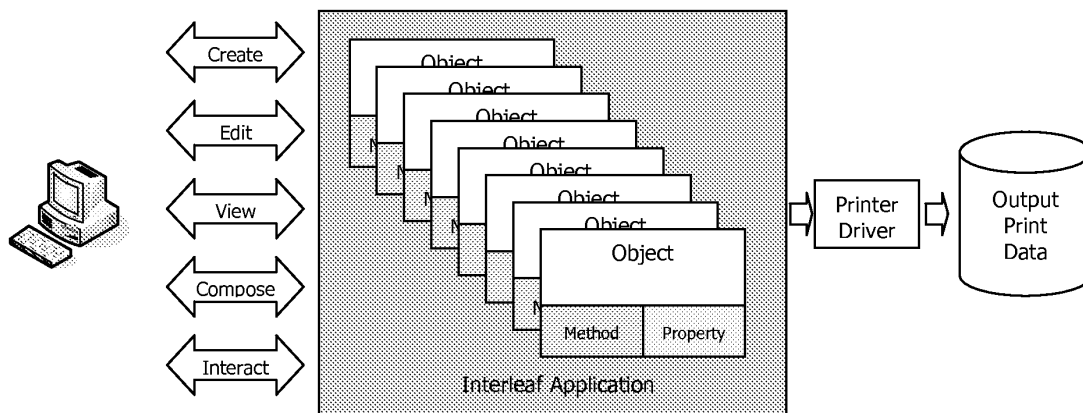 Create
Edit
View
Compose
Interact
Object
Object
Object
Object
Object
Object
Object
Object
Method
Property
Interleaf Application
Printer
Driver
Output
Print
Data